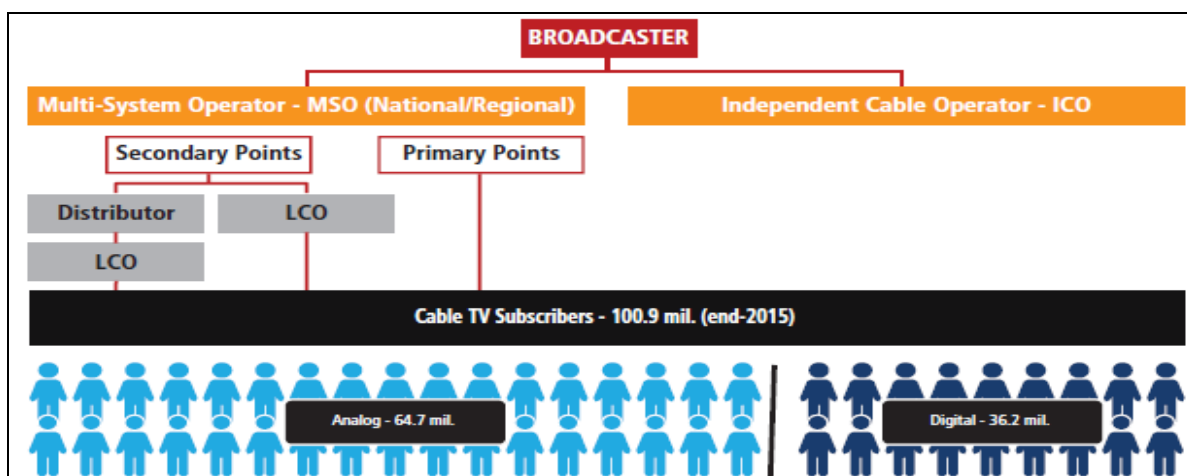 BROADCASTER
Multi-System Operator - MSO (National/Regional)
Independent Cable Operator - ICO
Secondary Points
Primary Points
Distributor
LCO
LCO
Cable TV Subscribers - 100.9 mil. (end-2015)
Analog - 64.7 mil.
Digital - 36.2 mil.